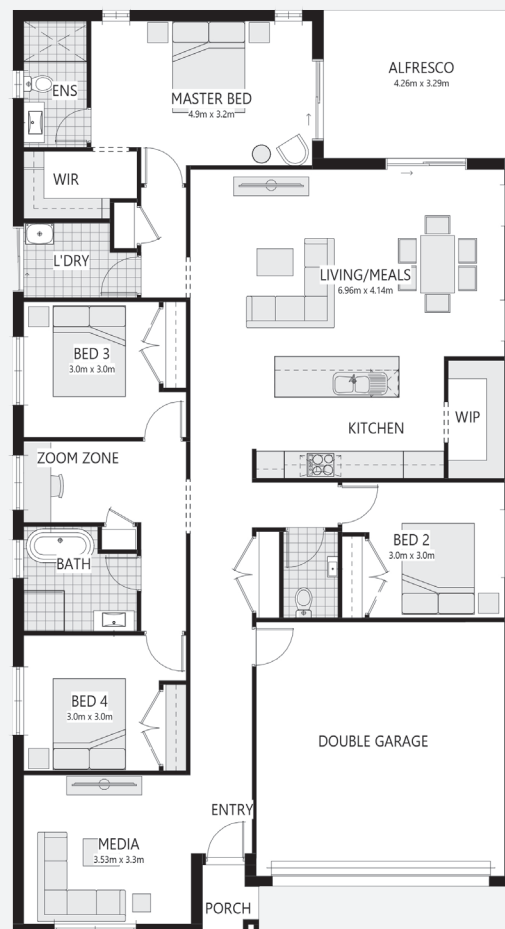 ALFRESCO
4.26m x 3.29m
ENS
MASTER BED
4.9m x 3.2m
WIR
L'DRY
LIVING/MEALS
6.96m x 4.14m
BED 3
3.0m x 3.0m
WIP
KITCHEN
ZOOM ZONE
BED 2
3.0m x 3.0m
BATH
BED 4
3.0m x 3.0m
DOUBLE GARAGE
ENTRY
MEDIA
3.53m x 3.3m
PORCH